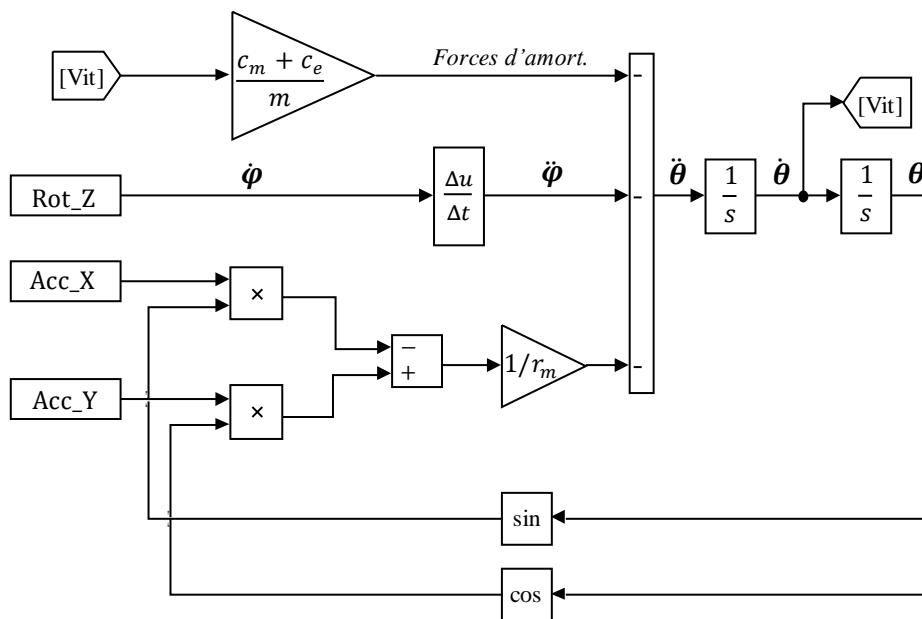 [Vit]
c_m + c_e
m
Forces d’amort.
-
[Vit]
Rot_Z
φ̇
Δu
Δt
φ̈
-
θ̈
1
s
θ̇
1
s
θ
Acc_X
×
−
+
1/r_m
-
Acc_Y
×
sin
cos